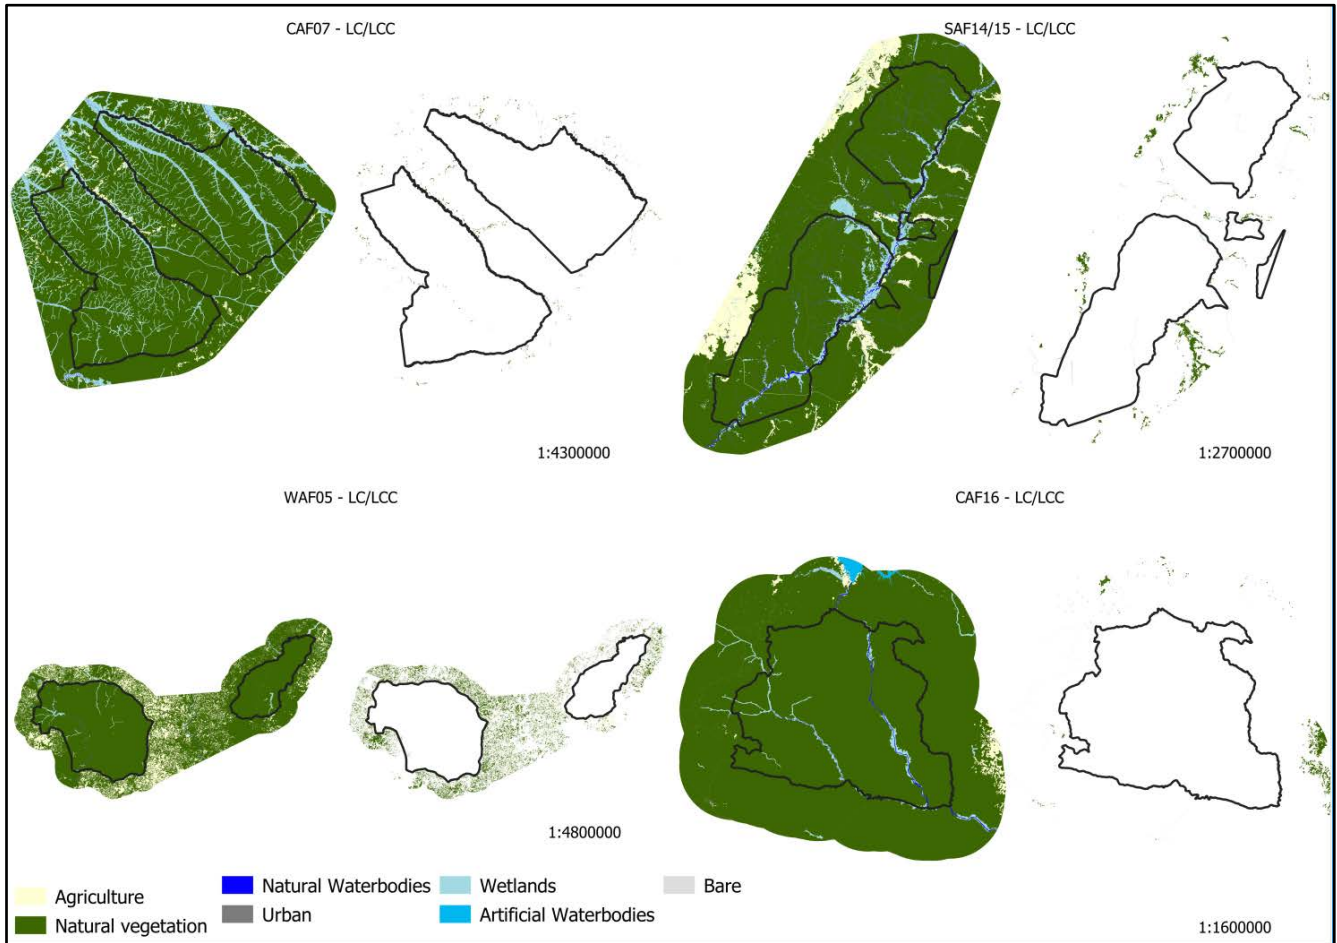 CAF07 - LC/LCC
SAF14/15 - LC/LCC
1:4300000
1:2700000
WAF05 - LC/LCC
CAF16 - LC/LCC
1:4800000
Agriculture
Natural vegetation
Natural Waterbodies
Urban
Wetlands
Artificial Waterbodies
Bare
1:1600000